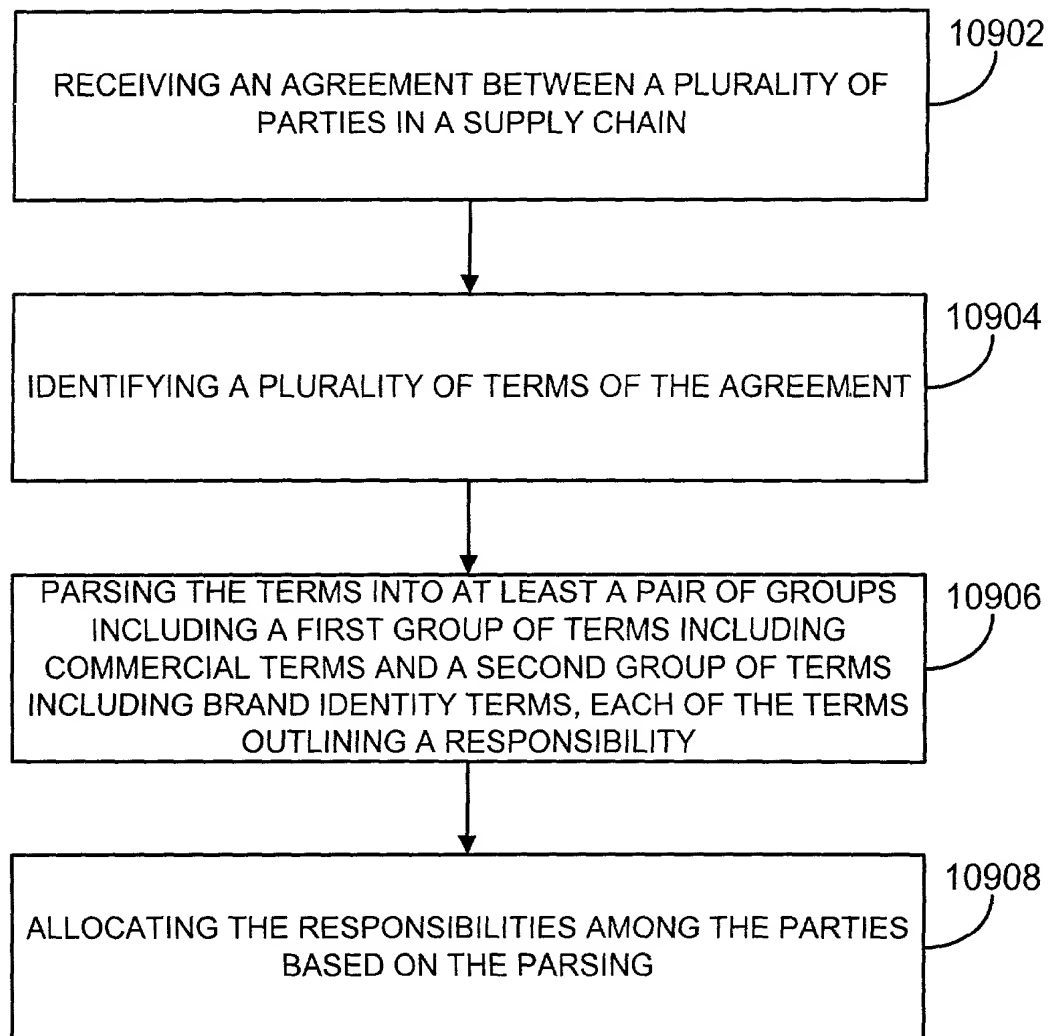 10902
RECEIVING AN AGREEMENT BETWEEN A PLURALITY OF
PARTIES IN A SUPPLY CHAIN
10904
IDENTIFYING A PLURALITY OF TERMS OF THE AGREEMENT
10906
PARSING THE TERMS INTO AT LEAST A PAIR OF GROUPS
INCLUDING A FIRST GROUP OF TERMS INCLUDING
COMMERCIAL TERMS AND A SECOND GROUP OF TERMS
INCLUDING BRAND IDENTITY TERMS, EACH OF THE TERMS
OUTLINING A RESPONSIBILITY
10908
ALLOCATING THE RESPONSIBILITIES AMONG THE PARTIES
BASED ON THE PARSING